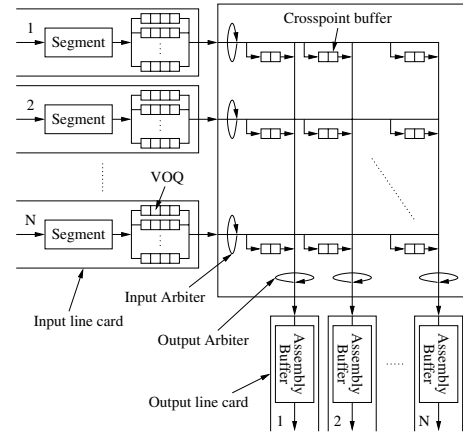 Crosspoint buffer
1
Segment
2
Segment
VOQ
N
Segment
Input Arbiter
Input line card
Output Arbiter
Assembly
Buffer
Assembly
Buffer
Assembly
Buffer
Output line card
1
2
N